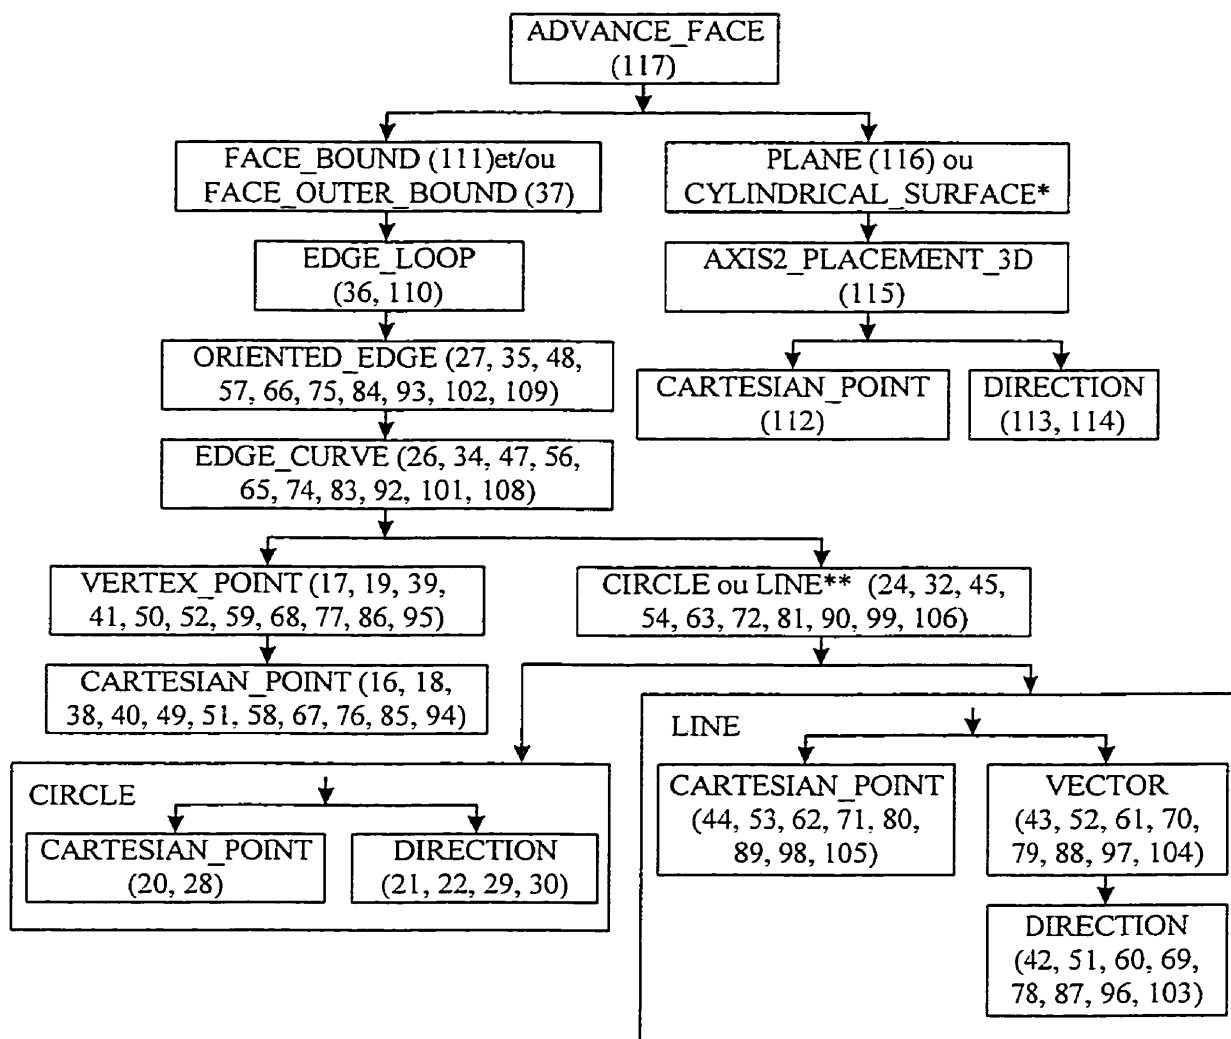 ADVANCE_FACE
(117)
FACE_BOUND (111)et/ou
FACE_OUTER_BOUND (37)
PLANE (116) ou
CYLINDRICAL_SURFACE*
EDGE_LOOP
(36, 110)
AXIS2_PLACEMENT_3D
(115)
ORIENTED_EDGE (27, 35, 48,
57, 66, 75, 84, 93, 102, 109)
CARTESIAN_POINT
(112)
DIRECTION
(113, 114)
EDGE_CURVE (26, 34, 47, 56,
65, 74, 83, 92, 101, 108)
VERTEX_POINT (17, 19, 39,
41, 50, 52, 59, 68, 77, 86, 95)
CIRCLE ou LINE** (24, 32, 45,
54, 63, 72, 81, 90, 99, 106)
CARTESIAN_POINT (16, 18,
38, 40, 49, 51, 58, 67, 76, 85, 94)
LINE
CARTESIAN_POINT
(44, 53, 62, 71, 80,
89, 98, 105)
VECTOR
(43, 52, 61, 70,
79, 88, 97, 104)
DIRECTION
(42, 51, 60, 69,
78, 87, 96, 103)
CIRCLE
CARTESIAN_POINT
(20, 28)
DIRECTION
(21, 22, 29, 30)